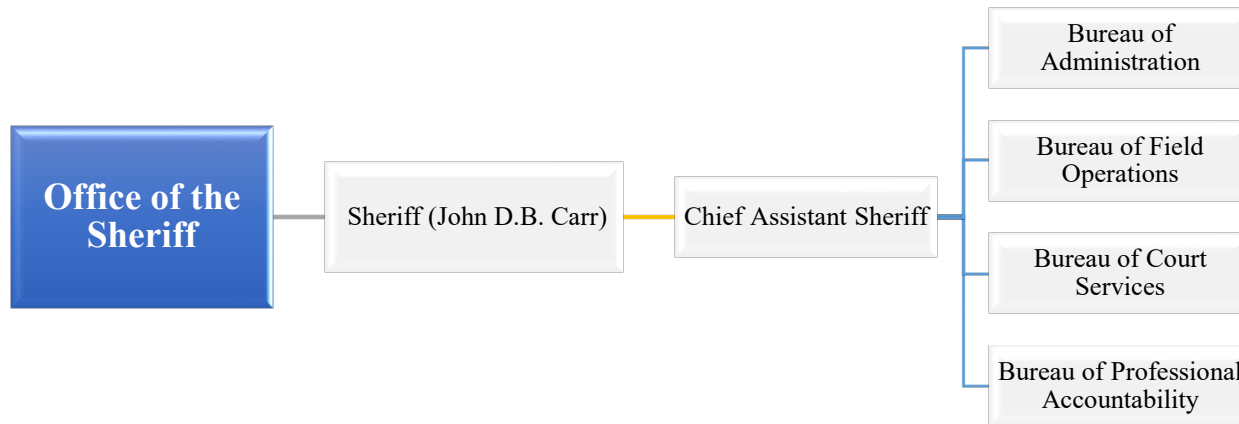 Office of the
Sheriff
Sheriff (John D.B. Carr)
Chief Assistant Sheriff
Bureau of
Administration
Bureau of Field
Operations
Bureau of Court
Services
Bureau of Professional
Accountability